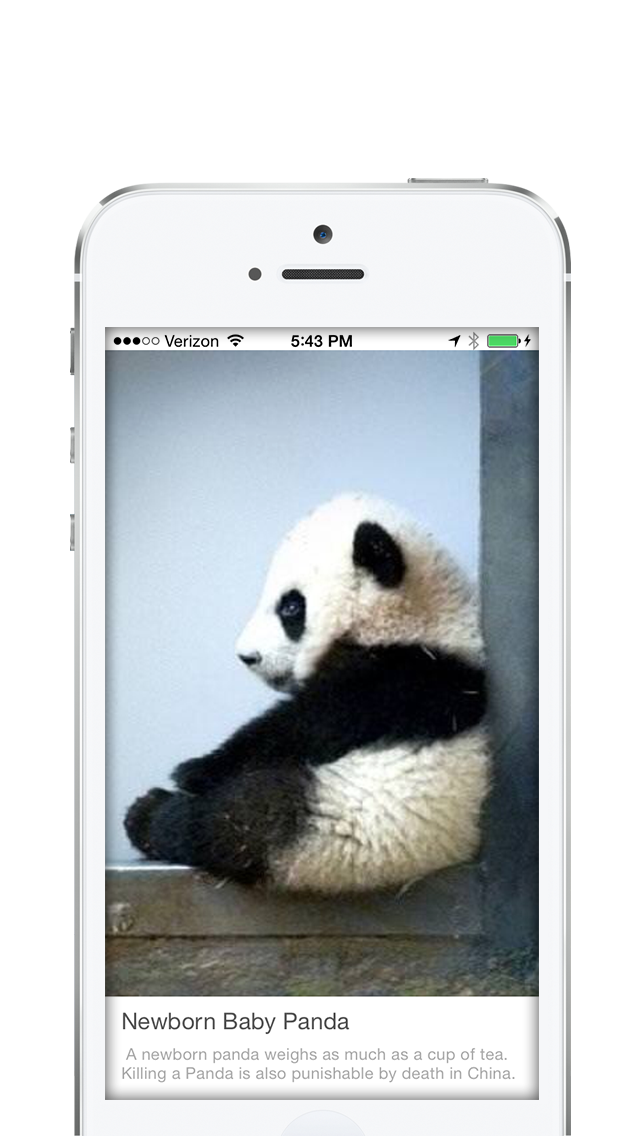 Verizon 5:43 PM
Newborn Baby Panda
A newborn panda weighs as much as a cup of tea.
Killing a Panda is also punishable by death in China.